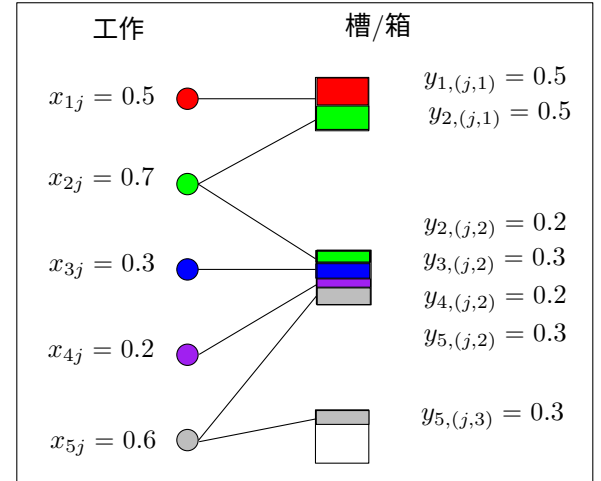 工作 槽/箱
x_{1j} = 0.5
y_{1,(j,1)} = 0.5
y_{2,(j,1)} = 0.5
x_{2j} = 0.7
y_{2,(j,2)} = 0.2
x_{3j} = 0.3
y_{3,(j,2)} = 0.3
y_{4,(j,2)} = 0.2
y_{5,(j,2)} = 0.3
x_{4j} = 0.2
y_{5,(j,3)} = 0.3
x_{5j} = 0.6